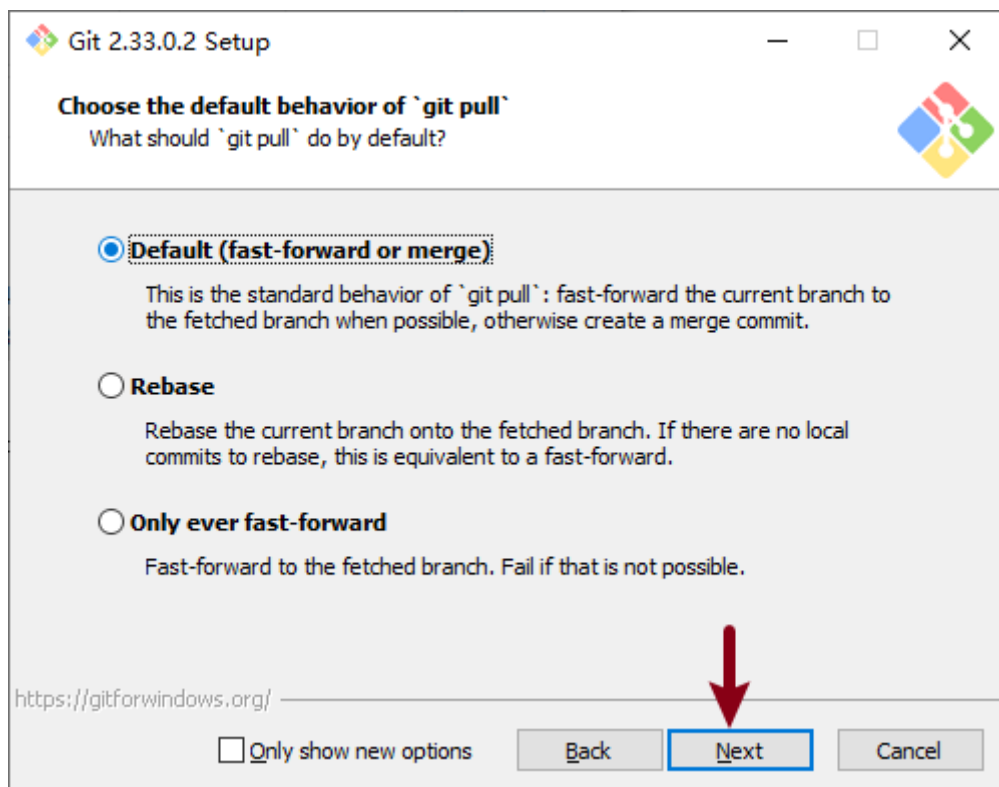 Git 2.33.0.2 Setup
Choose the default behavior of `git pull`
What should `git pull` do by default?
Default (fast-forward or merge)
This is the standard behavior of `git pull`: fast-forward the current branch to
the fetched branch when possible, otherwise create a merge commit.
Rebase
Rebase the current branch onto the fetched branch. If there are no local
commits to rebase, this is equivalent to a fast-forward.
Only ever fast-forward
Fast-forward to the fetched branch. Fail if that is not possible.
https://gitforwindows.org/
Only show new options
Back
Next
Cancel